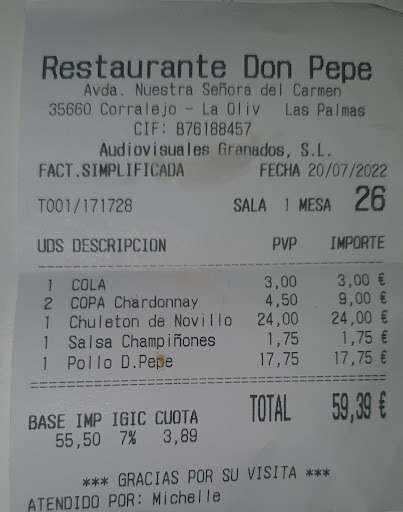 Restaurante Don Pepe
Avda. Nuestra Señora del Carmen
35660 Corralejo - La Oliv Las Palmas
CIF: B76188457
Audiovisuales Granados, S.L.
FACT.SIMPLIFICADA FECHA 20/07/2022
T001/171728 SALA 1 MESA 26
UDS DESCRIPCION PVP IMPORTE
1 COLA 3,00 3,00 €
2 COPA Chardonnay 4,50 9,00 €
1 Chuleton de Novillo 24,00 24,00 €
1 Salsa Champiñones 1,75 1,75 €
1 Pollo D.Pepe 17,75 17,75 €
BASE IMP IGIC CUOTA TOTAL 59,39 €
55,50 7% 3,89
*** GRACIAS POR SU VISITA ***
ATENDIDO POR: Michelle